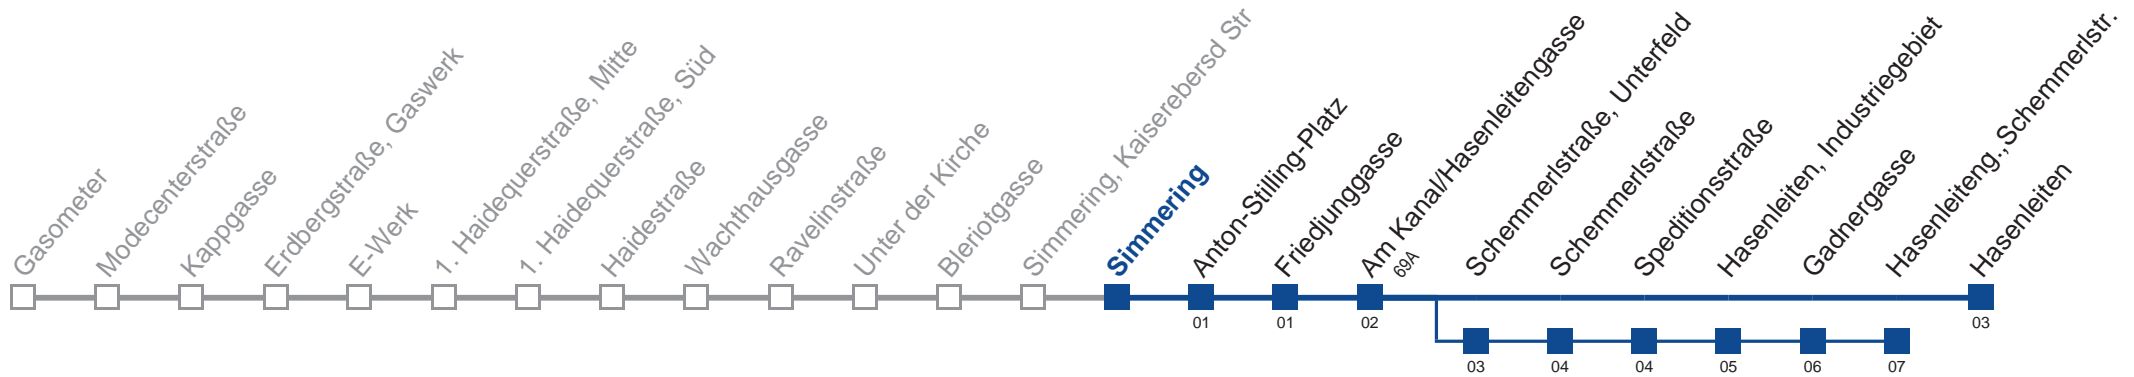 Gasometer
Modecenterstraße
Kappgasse
Erdbergstraße, Gaswerk
E-Werk
1. Haidequerstraße, Mitte
1. Haidequerstraße, Süd
Haidestraße
Wachthausgasse
Ravelinstraße
Unter der Kirche
Bleriotgasse
Simmering, Kaiserebersd Str
Simmering
Anton-Stilling-Platz
Friedjunggasse
Am Kanal/Hasenleitengasse
69A
Schemmerlstraße, Unterfeld
Schemmerlstraße
Speditionsstraße
Hasenleiten, Industriegebiet
Gadnergasse
Hasenleiteng.,Schemmerlstr.
Hasenleiten
01 01 02 03
03 04 04 05 06 07